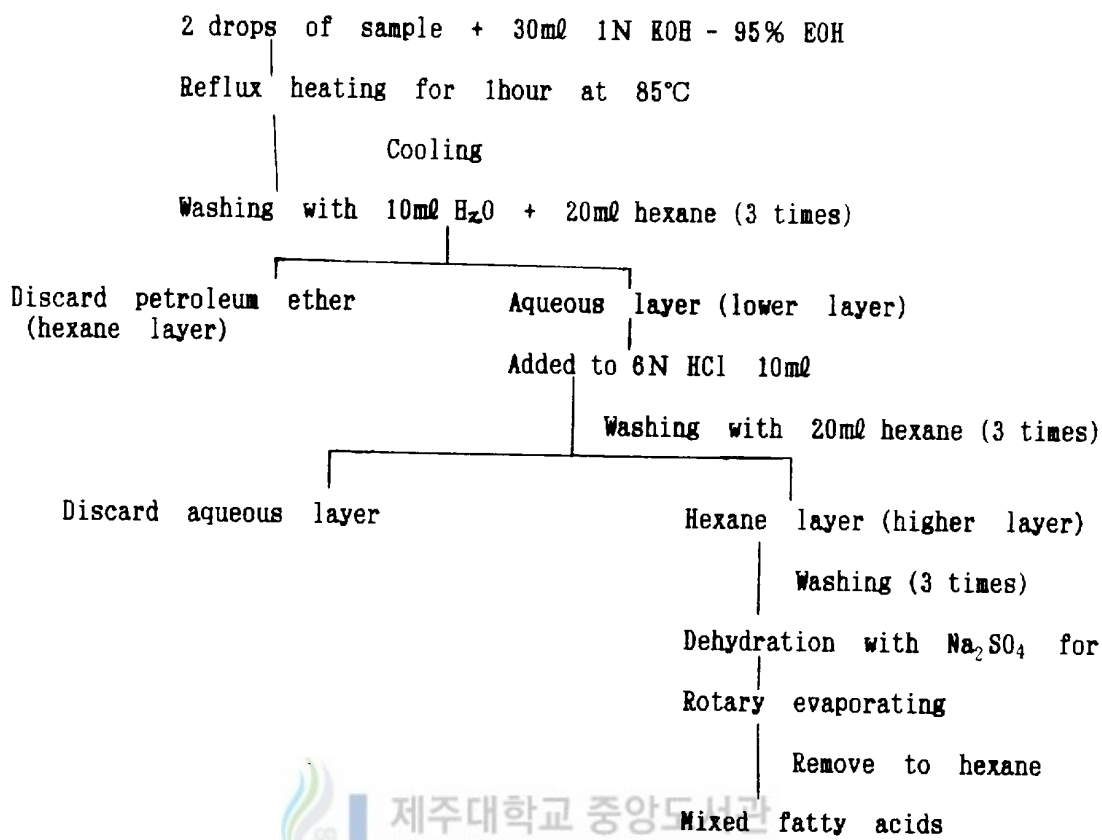 2 drops of sample + 30mℓ 1N KOH - 95% EOH
Reflux heating for 1hour at 85°C
Cooling
Washing with 10mℓ H₂O + 20mℓ hexane (3 times)
Discard petroleum ether
(hexane layer)
Aqueous layer (lower layer)
Added to 6N HCl 10mℓ
Washing with 20mℓ hexane (3 times)
Discard aqueous layer
Hexane layer (higher layer)
Washing (3 times)
Dehydration with Na₂SO₄ for
Rotary evaporating
Remove to hexane
제주대학교 중앙도서관
Mixed fatty acids